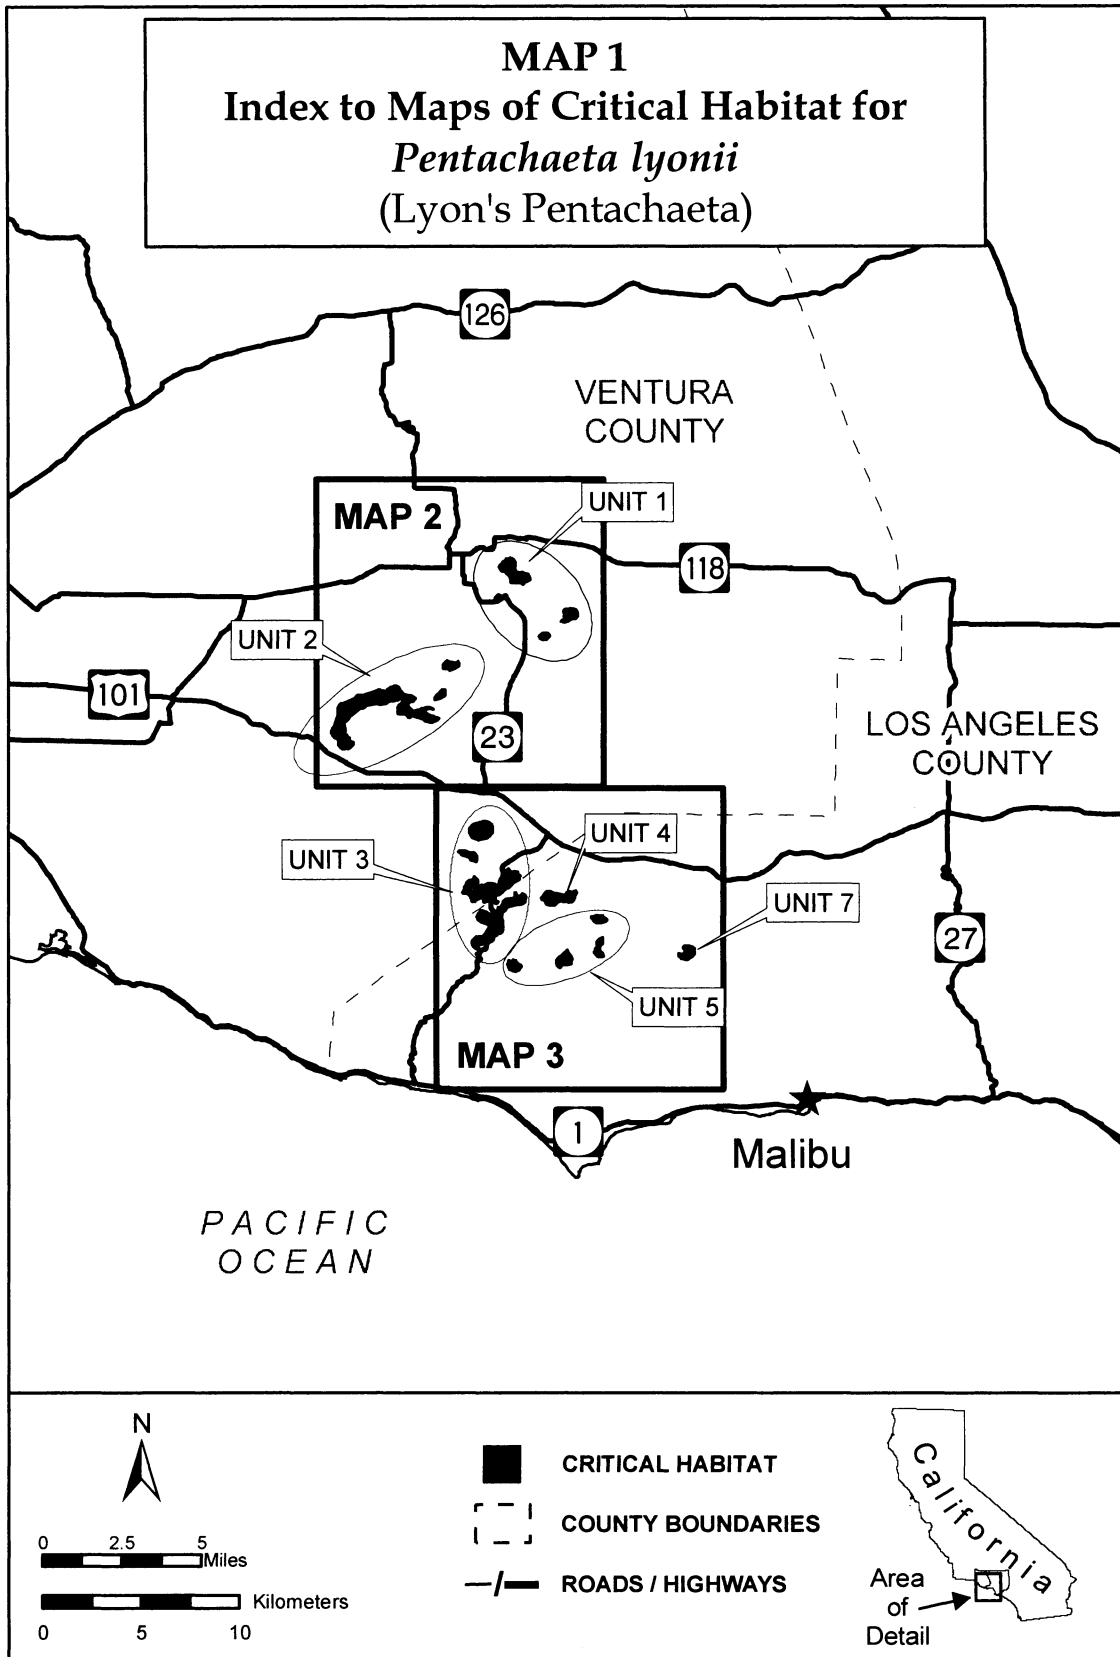 MAP 1
Index to Maps of Critical Habitat for
Pentachaeta lyonii
(Lyon's Pentachaeta)
126
VENTURA
COUNTY
MAP 2
UNIT 1
118
UNIT 2
101
23
LOS ANGELES
COUNTY
UNIT 3
UNIT 4
UNIT 7
27
UNIT 5
MAP 3
1
Malibu
PACIFIC
OCEAN
N
0 2.5 5
Miles
Kilometers
0 5 10
CRITICAL HABITAT
COUNTY BOUNDARIES
ROADS / HIGHWAYS
California
Area
of
Detail